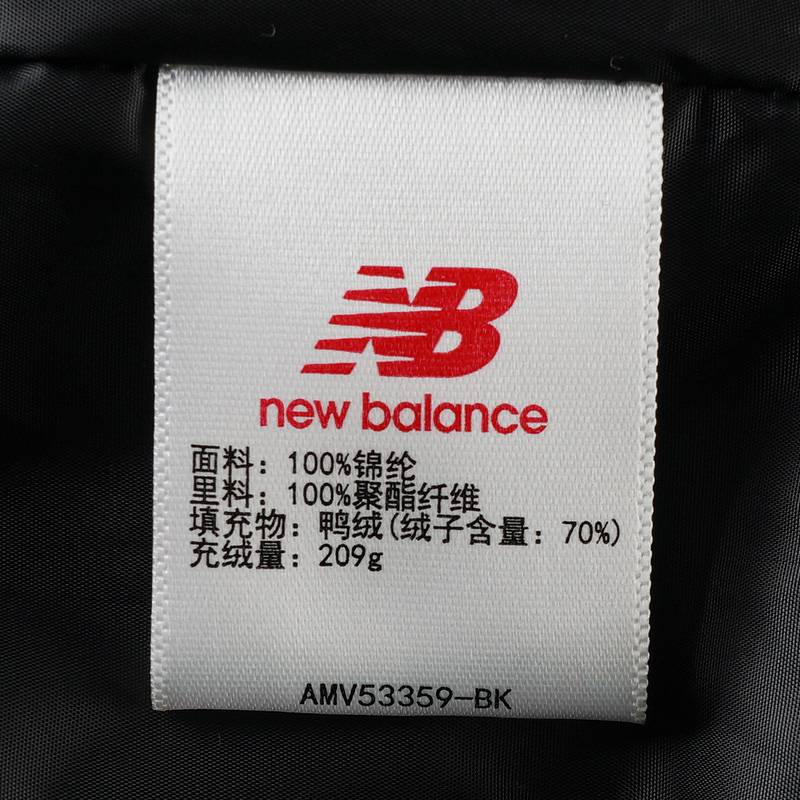 NB
new balance
面料：100%锦纶
里料：100%聚酯纤维
填充物：鸭绒(绒子含量：70%)
充绒量：209g
AMV53359-BK